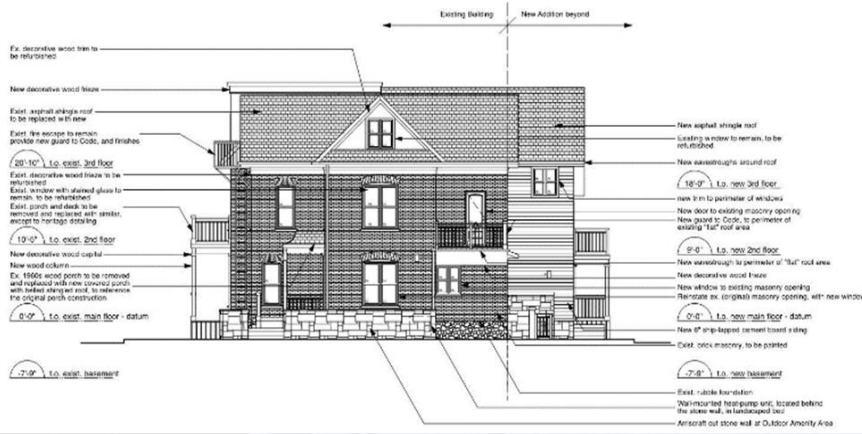 Existing Building
New Addition beyond
Ex. decorative wood trim to
be refurbished
New decorative wood frieze
Exist. asphalt shingle roof
to be replaced with new
Exist. fire escape to remain
provide new guard to Code, and finishes
20'-10" t.o. exist. 3rd floor
Exist. decorative wood frieze to be
refurbished
Exist. window with stained glass to
remain, to be refurbished
Exist. porch and deck to be
removed and replaced with similar,
except to heritage detailing
10'-5" t.o. exist. 2nd floor
New decorative wood capital
New wood column
Ex. 1960s wood porch to be removed
and replaced with new covered porch
with belled shingled roof, to reference
the original porch construction
0'-0" t.o. exist. main floor - datum
-7'-9" t.o. exist. basement
New asphalt shingle roof
Existing window to remain, to be
refurbished
New eavestroughs around roof
18'-0" t.o. new 3rd floor
new trim to perimeter of windows
New door to existing masonry opening
New guard to Code, to perimeter of
existing "flat" roof area
9'-0" t.o. new 2nd floor
New eavestrough to perimeter of "flat" roof area
New decorative wood frieze
New window to existing masonry opening
Reinstate ex. (original) masonry opening, with new window
0'-0" t.o. new main floor - datum
New 6" ship-lapped cement board siding
Exist. brick masonry, to be painted
-7'-9" t.o. new basement
Exist. rubble foundation
Wall-mounted heat-pump unit, located behind
the stone wall, in landscaped bed
Arriscraft cut stone wall at Outdoor Amenity Area